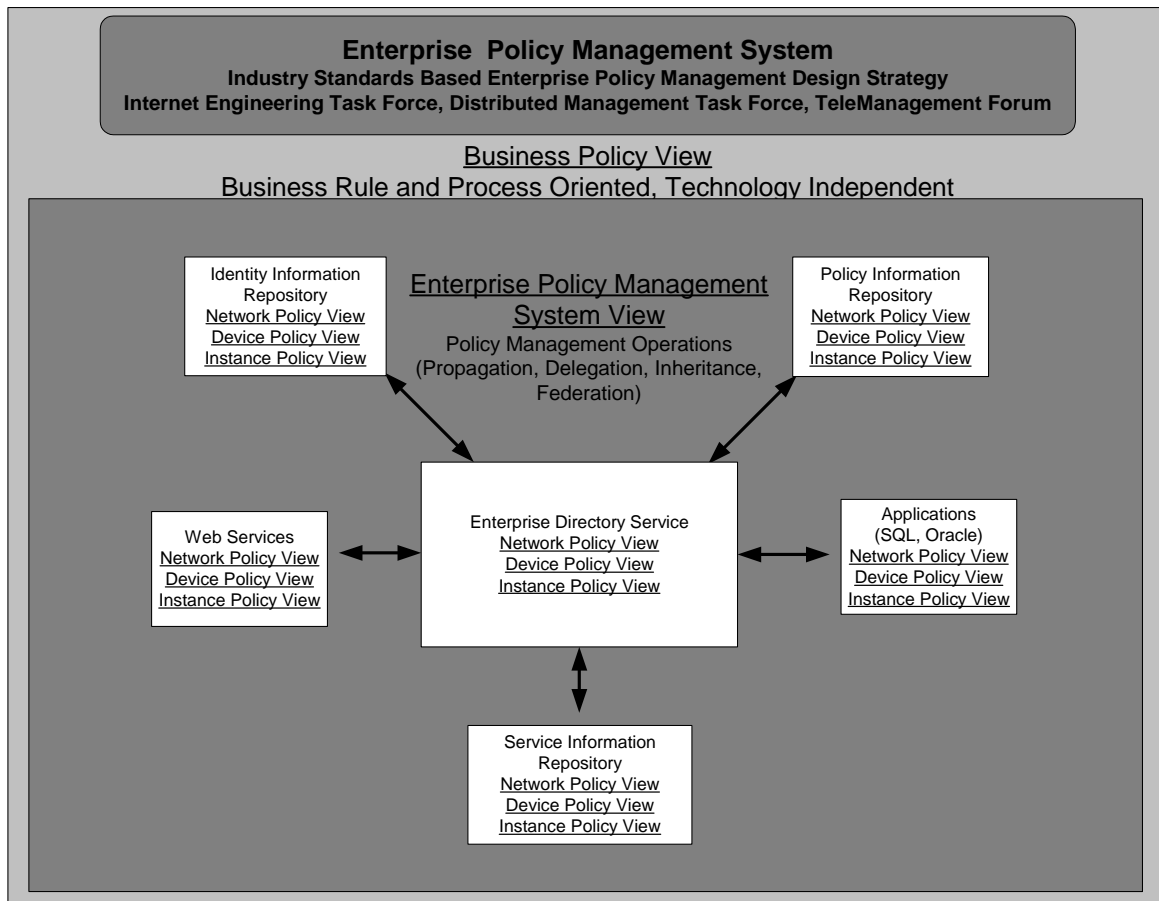 Enterprise Policy Management System
Industry Standards Based Enterprise Policy Management Design Strategy
Internet Engineering Task Force, Distributed Management Task Force, TeleManagement Forum
Business Policy View
Business Rule and Process Oriented, Technology Independent
Identity Information
Repository
Network Policy View
Device Policy View
Instance Policy View
Enterprise Policy Management
System View
Policy Management Operations
(Propagation, Delegation, Inheritance,
Federation)
Policy Information
Repository
Network Policy View
Device Policy View
Instance Policy View
Web Services
Network Policy View
Device Policy View
Instance Policy View
Enterprise Directory Service
Network Policy View
Device Policy View
Instance Policy View
Applications
(SQL, Oracle)
Network Policy View
Device Policy View
Instance Policy View
Service Information
Repository
Network Policy View
Device Policy View
Instance Policy View